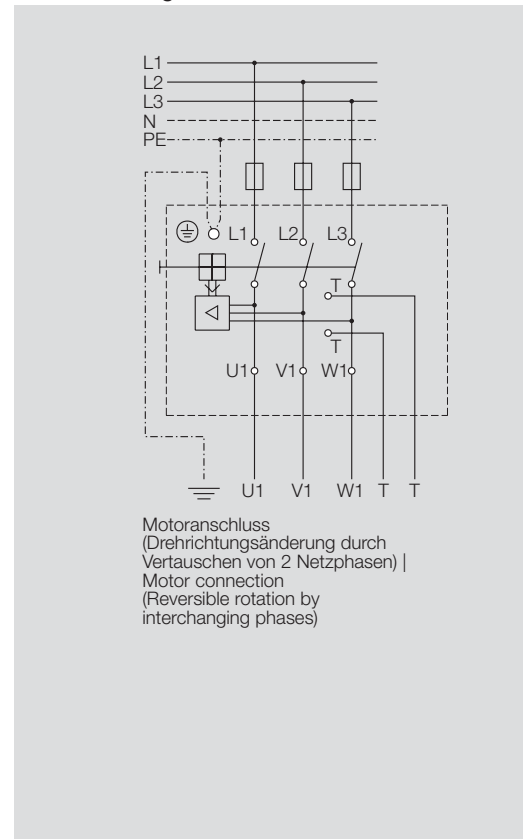 L1
L2
L3
N
PE
L1 L2 L3
T
T
U1 V1 W1
U1 V1 W1 T T
Motoranschluss
(Drehrichtungsänderung durch
Vertauschen von 2 Netzphasen) |
Motor connection
(Reversible rotation by
interchanging phases)